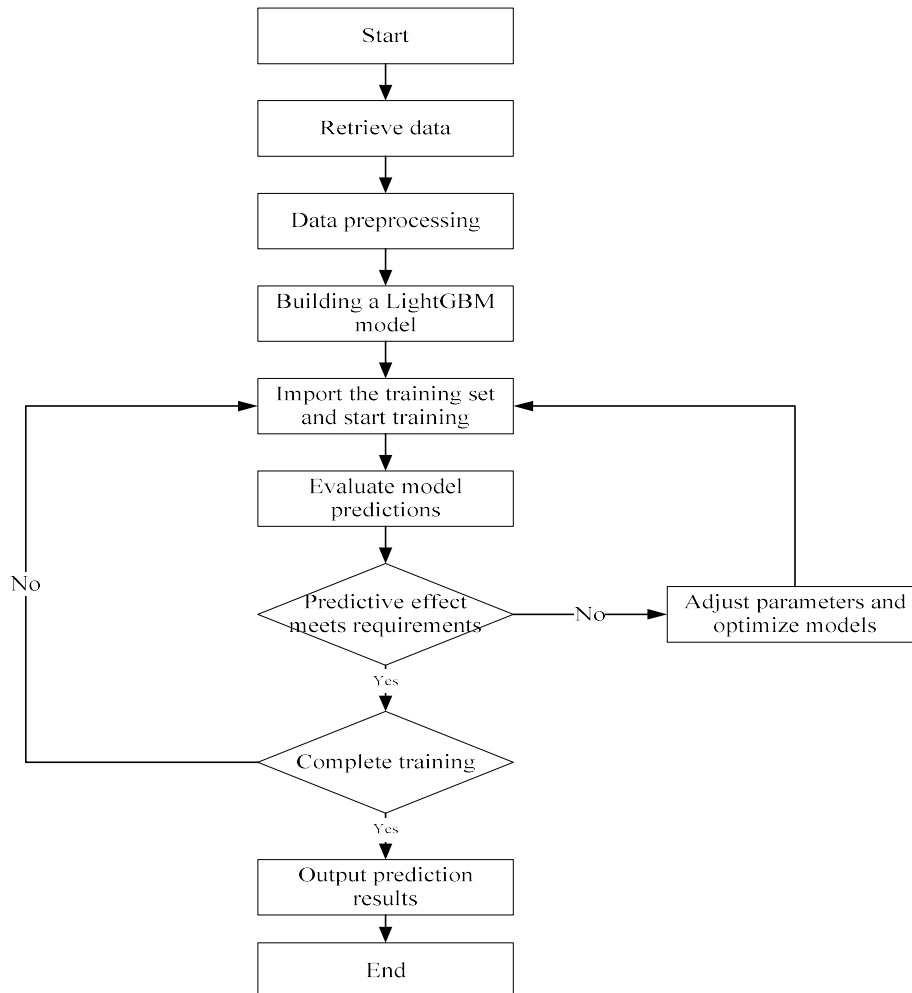 Start
Retrieve data
Data preprocessing
Building a LightGBM
model
Import the training set
and start training
Evaluate model
predictions
No
Predictive effect
meets requirements
No
Adjust parameters and
optimize models
Yes
Complete training
Yes
Output prediction
results
End